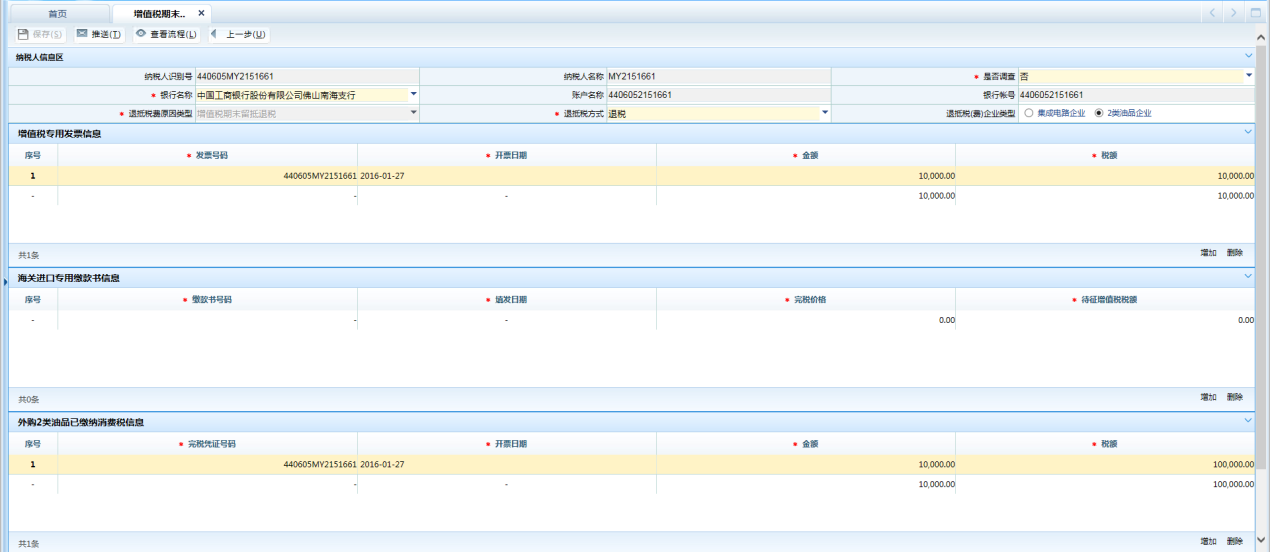 首页 增值税期末.. ×
保存(S) 推送(T) 查看流程(L) 上一步(U)
纳税人信息区
纳税人识别号 440605MY2151661 纳税人名称 MY2151661 * 是否调查 否
* 银行名称 中国工商银行股份有限公司佛山南海支行 账户名称 4406052151661 银行帐号 4406052151661
* 退抵税费原因类型 增值税期末留抵退税 * 退抵税方式 退税 退抵税(费)企业类型 集成电路企业 2类油品企业
增值税专用发票信息
序号 * 发票号码 * 开票日期 * 金额 * 税额
1 440605MY2151661 2016-01-27 10,000.00 10,000.00
- - - 10,000.00 10,000.00
共1条 增加 删除
海关进口专用缴款书信息
序号 * 缴款书号码 * 填发日期 * 完税价格 * 待征增值税税额
- - - 0.00 0.00
共0条 增加 删除
外购2类油品已缴纳消费税信息
序号 * 完税凭证号码 * 开票日期 * 金额 * 税额
1 440605MY2151661 2016-01-27 10,000.00 100,000.00
- - - 10,000.00 100,000.00
共1条 增加 删除